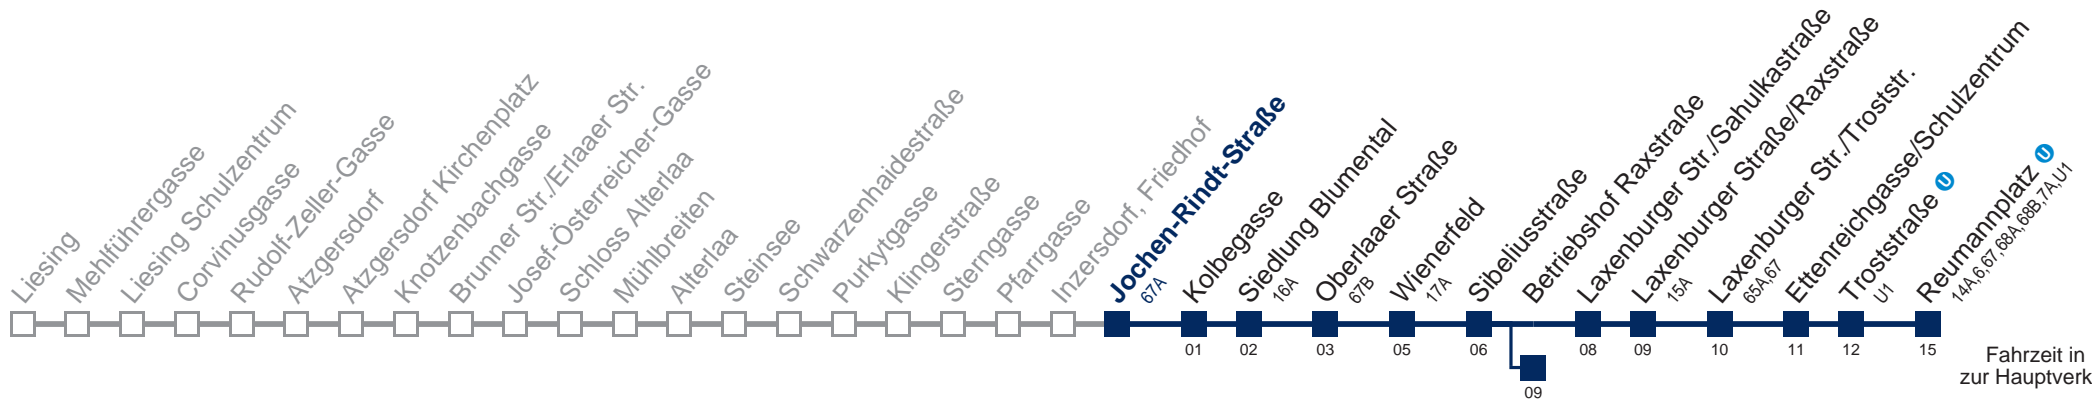 Liesing
Mehlführergasse
Liesing Schulzentrum
Corvinusgasse
Rudolf-Zeller-Gasse
Atzgersdorf
Atzgersdorf Kirchenplatz
Knotzenbachgasse
Brunner Str./Erlaaer Str.
Josef-Österreicher-Gasse
Schloss Alterlaa
Mühlbreiten
Alterlaa
Steinsee
Schwarzenhaidestraße
Purkytgasse
Klingerstraße
Sterngasse
Pfarrgasse
Inzersdorf, Friedhof
Jochen-Rindt-Straße
67A
Kolbegasse
01
Siedlung Blumental
16A
02
Oberlaaer Straße
67B
03
Wienerfeld
17A
05
Sibeliusstraße
06
Betriebshof Raxstraße
09
Laxenburger Str./Sahulkastraße
08
Laxenburger Straße/Raxstraße
15A
09
Laxenburger Str./Troststr.
65A,67
10
Ettenreichgasse/Schulzentrum
11
Troststraße U
U1
12
Reumannplatz U
14A,6,67,68A,68B,7A,U1
15
Fahrzeit in
zur Hauptverk